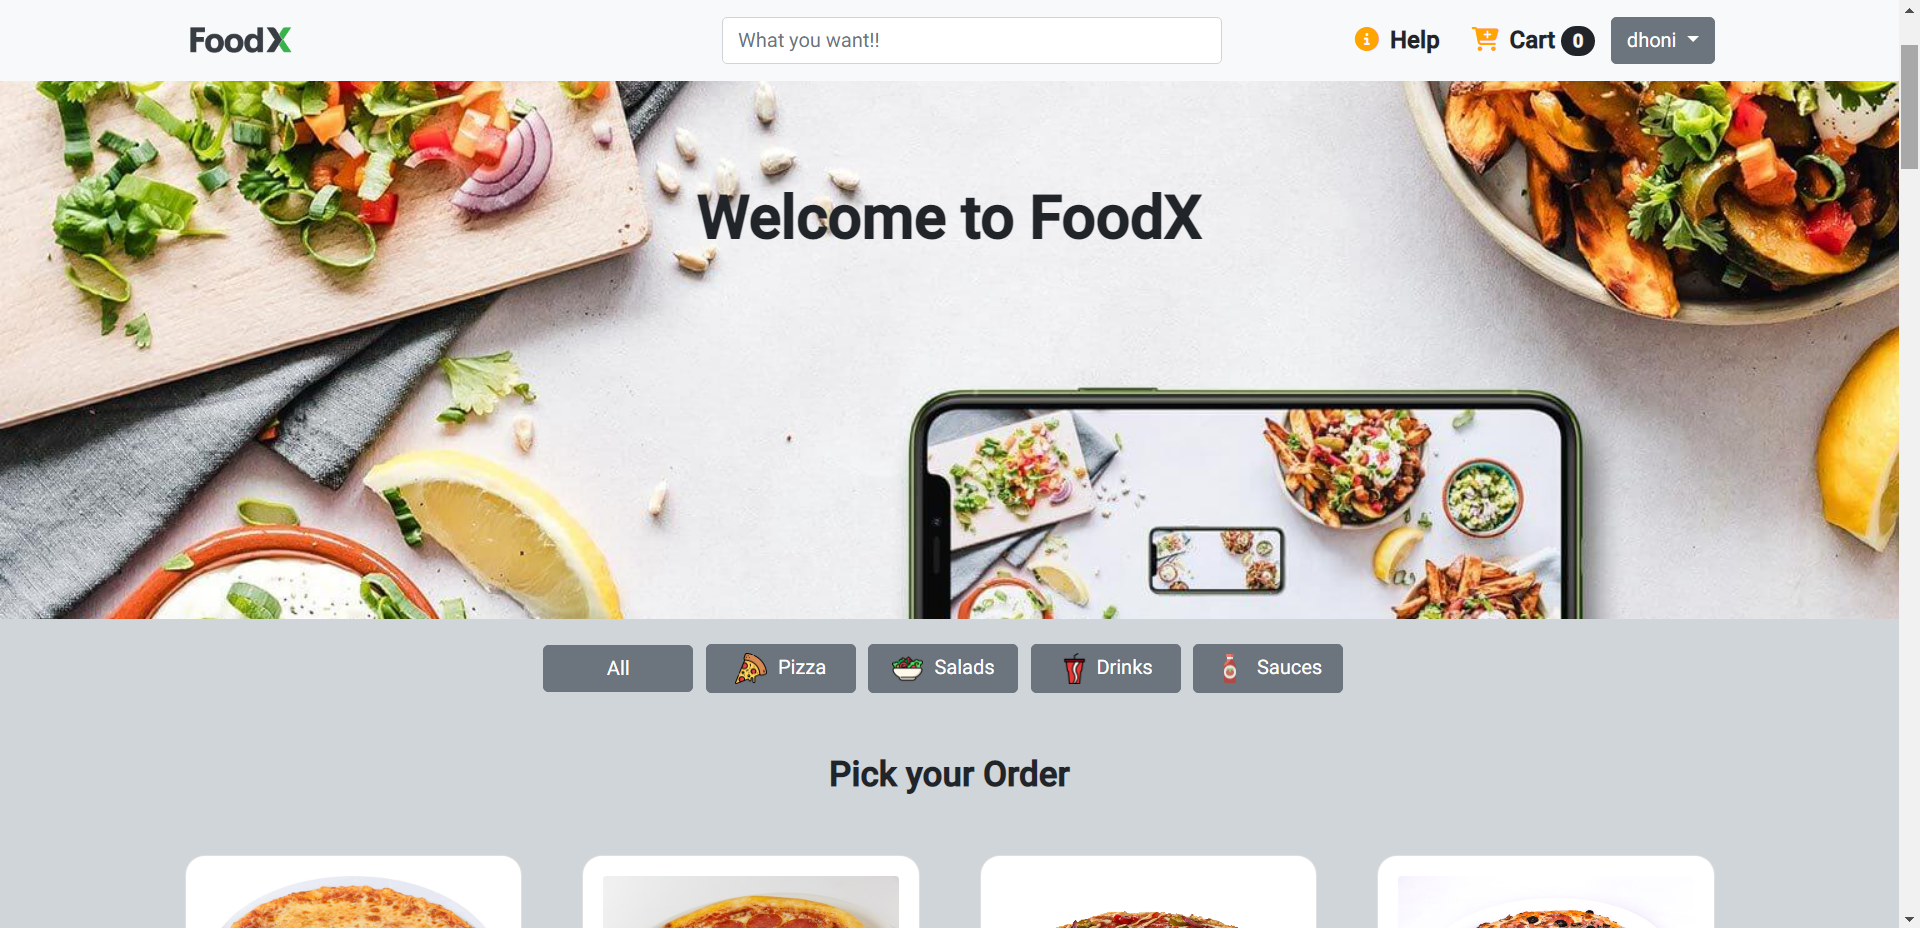 FoodX
What you want!!
Help
Cart 0
dhoni
Welcome to FoodX
All
Pizza
Salads
Drinks
Sauces
Pick your Order